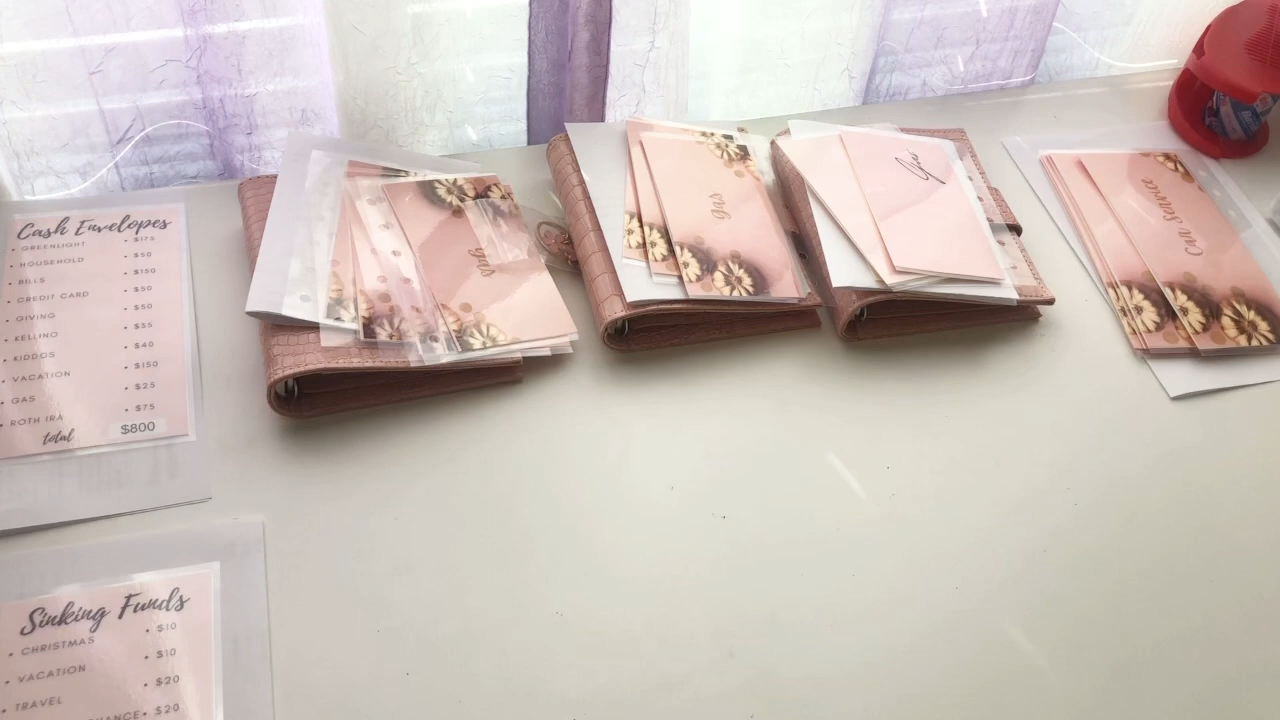 Cash Envelopes
• GREENLIGHT • $175
• HOUSEHOLD • $50
• BILLS • $150
• CREDIT CARD • $50
• GIVING • $50
• KELLINO • $35
• KIDDOS • $40
• VACATION • $150
• GAS • $25
• ROTH IRA • $75
total $800
Sinking Funds
• CHRISTMAS • $10
• VACATION • $10
• TRAVEL • $20
• $20
gas
Gas
Car Service